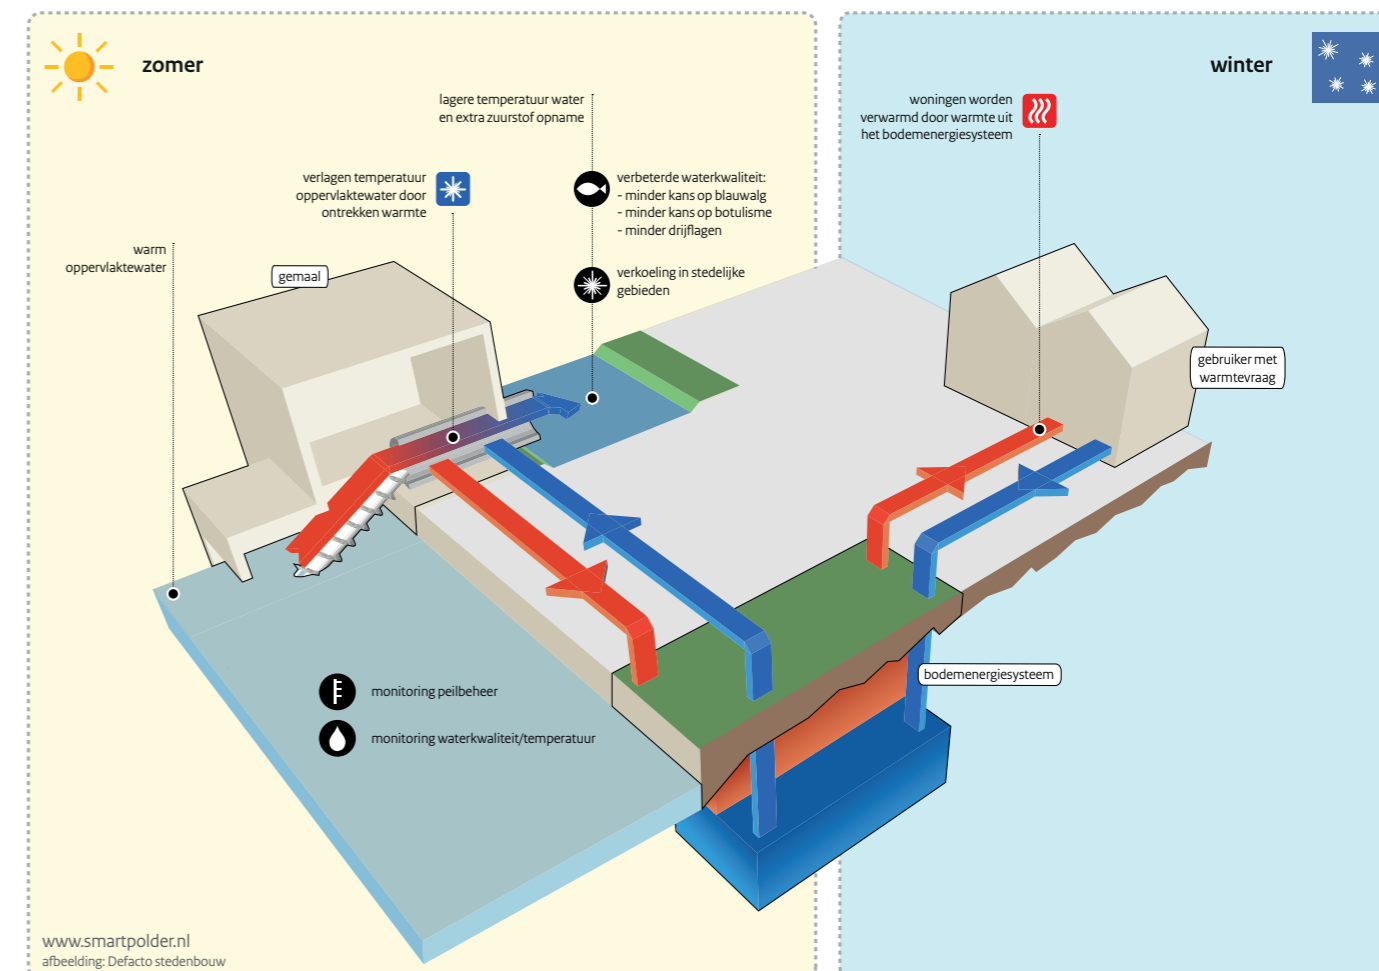 zomer
winter
lagere temperatuur water
en extra zuurstof opname
woningen worden
verwarmd door warmte uit
het bodemenergiesysteem
verlagen temperatuur
oppervlaktewater door
ontrekken warmte
verbeterde waterkwaliteit:
- minder kans op blauwalg
- minder kans op botulisme
- minder drijflagen
warm
oppervlaktewater
gemaal
verkoeling in stedelijke
gebieden
gebruiker met
warmtevraag
bodemenergiesysteem
monitoring peilbeheer
monitoring waterkwaliteit/temperatuur
www.smartpolder.nl
afbeelding: Defacto stedenbouw